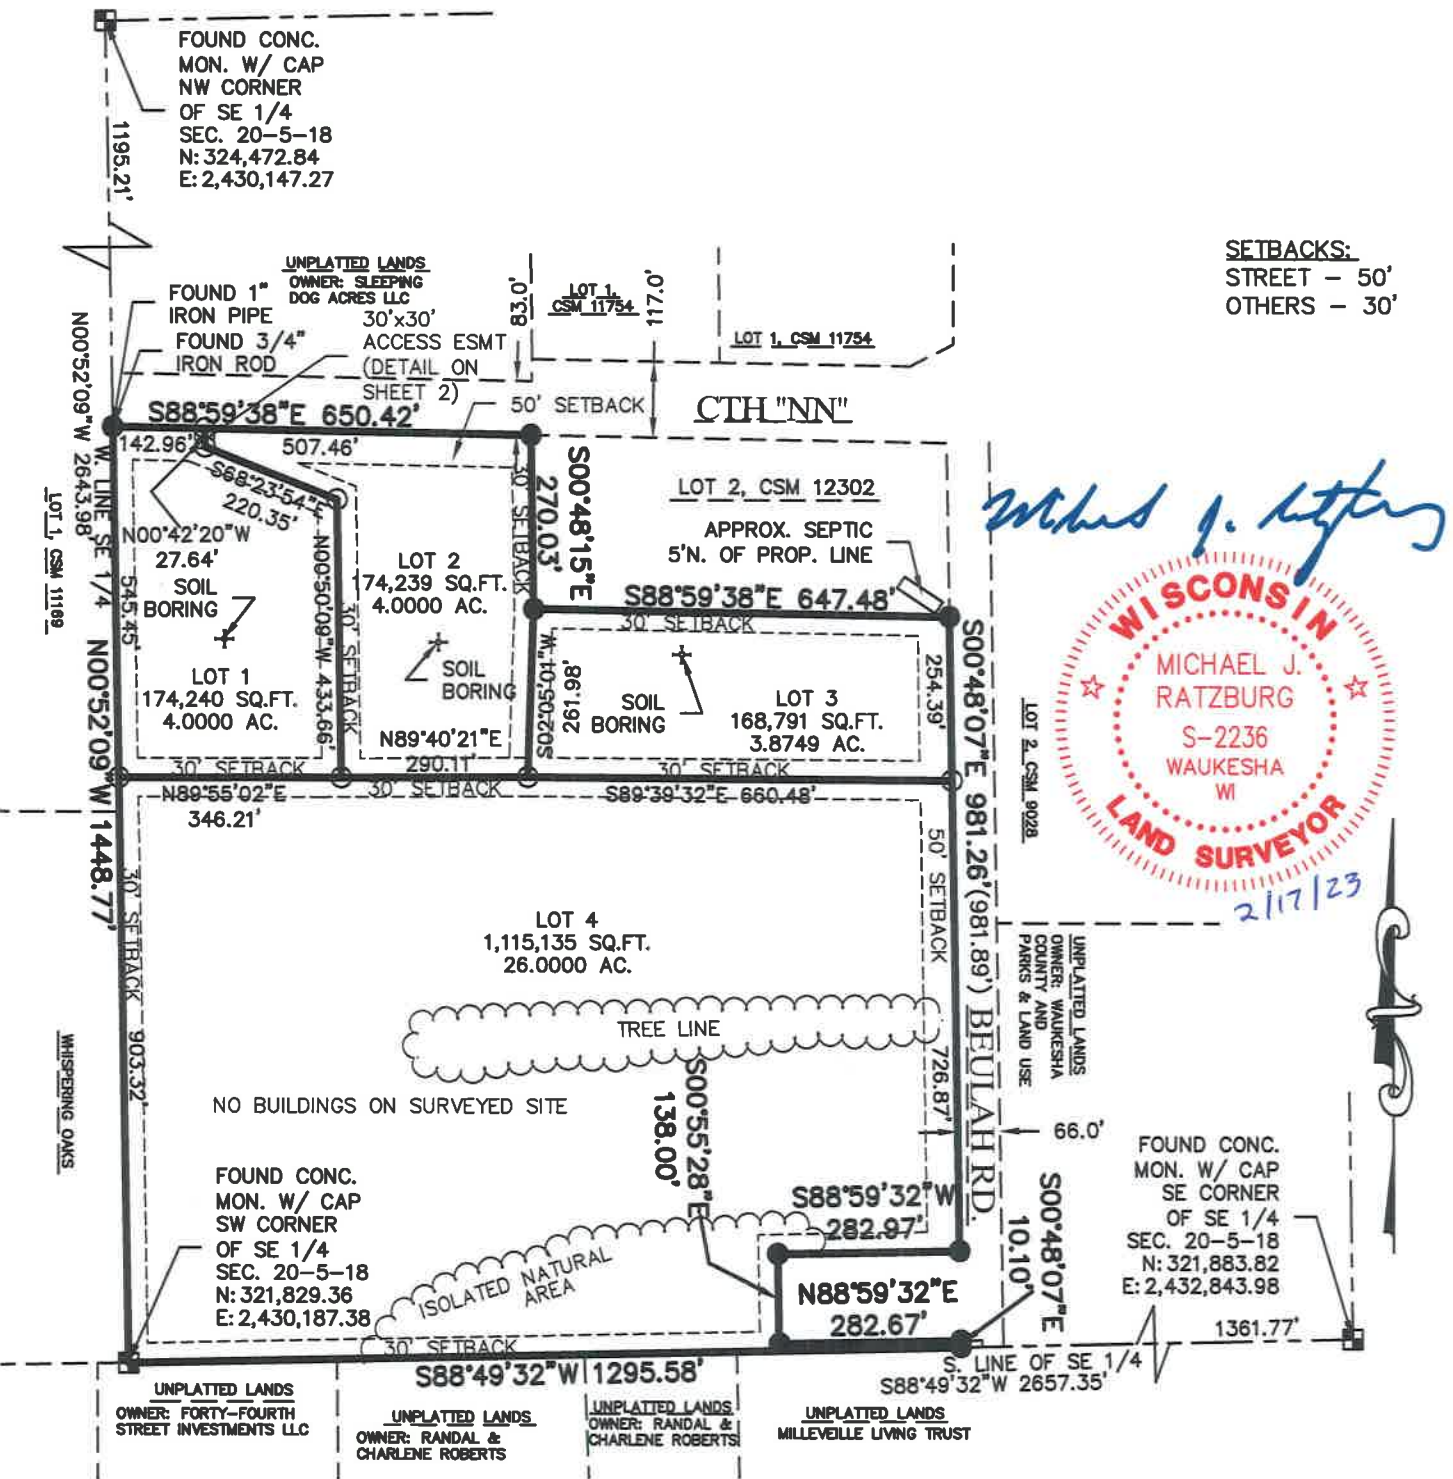 FOUND CONC.
MON. W/ CAP
NW CORNER
OF SE 1/4
SEC. 20-5-18
N: 324,472.84
E: 2,430,147.27
1195.21'
SETBACKS:
STREET - 50'
OTHERS - 30'
UNPLATTED LANDS
OWNER: SLEEPING
DOG ACRES LLC
FOUND 1"
IRON PIPE
FOUND 3/4"
IRON ROD
30'x30'
ACCESS ESMT
(DETAIL ON
SHEET 2)
83.0'
LOT 1,
CSM 11754
117.0'
LOT 1, CSM 11754
50' SETBACK
CTH "NN"
N00°52'09"W 2643.98'
W. LINE SE 1/4
LOT 1, CSM 11169
S88°59'38"E 650.42'
142.96'
507.46'
S68°23'54"E
220.35'
N00°42'20"W
27.64'
SOIL
BORING
545.45'
N00°50'09"W 433.66'
30' SETBACK
LOT 1
174,240 SQ.FT.
4.0000 AC.
LOT 2
174,239 SQ.FT.
4.0000 AC.
SOIL
BORING
30' SETBACK
S00°48'15"E
270.03'
LOT 2, CSM 12302
APPROX. SEPTIC
5'N. OF PROP. LINE
S88°59'38"E 647.48'
30' SETBACK
S02°05'01"W
261.98'
SOIL
BORING
LOT 3
168,791 SQ.FT.
3.8749 AC.
254.39'
N89°40'21"E
290.11'
30' SETBACK
30' SETBACK
30' SETBACK
N89°55'02"E
346.21'
S89°39'32"E 660.48'
N00°52'09"W 1448.77'
S00°48'07"E 981.26'(981.89')
LOT 2, CSM 9028
WISCONSIN
MICHAEL J.
RATZBURG
S-2236
WAUKESHA
WI
LAND SURVEYOR
2/17/23
30' SETBACK
903.32'
WHISPERING OAKS
50' SETBACK
LOT 4
1,115,135 SQ.FT.
26.0000 AC.
TREE LINE
726.87'
BEULAH RD.
UNPLATTED LANDS
OWNER: WAUKESHA
COUNTY AND
PARKS & LAND USE
66.0'
NO BUILDINGS ON SURVEYED SITE
S00°55'28"E
138.00'
FOUND CONC.
MON. W/ CAP
SW CORNER
OF SE 1/4
SEC. 20-5-18
N: 321,829.36
E: 2,430,187.38
ISOLATED NATURAL
AREA
S88°59'32"W
282.97'
N88°59'32"E
282.67'
S00°48'07"E
10.10'
FOUND CONC.
MON. W/ CAP
SE CORNER
OF SE 1/4
SEC. 20-5-18
N: 321,883.82
E: 2,432,843.98
1361.77'
30' SETBACK
S88°49'32"W 1295.58'
S. LINE OF SE 1/4
S88°49'32"W 2657.35'
UNPLATTED LANDS
OWNER: FORTY-FOURTH
STREET INVESTMENTS LLC
UNPLATTED LANDS
OWNER: RANDAL &
CHARLENE ROBERTS
UNPLATTED LANDS
OWNER: RANDAL &
CHARLENE ROBERTS
UNPLATTED LANDS
MILLEVEILLE LIVING TRUST